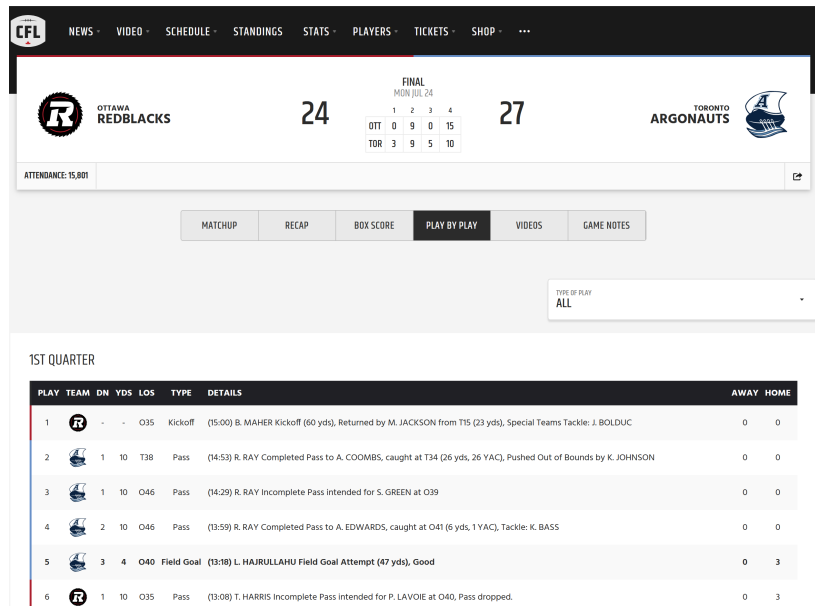 CFL NEWS VIDEO SCHEDULE STANDINGS STATS PLAYERS TICKETS SHOP •••
FINAL
MON JUL 24
OTTAWA
REDBLACKS
24
1 2 3 4
OTT 0 9 0 15
TOR 3 9 5 10
27
TORONTO
ARGONAUTS
ATTENDANCE: 15,801
MATCHUP RECAP BOX SCORE PLAY BY PLAY VIDEOS GAME NOTES
TYPE OF PLAY
ALL
1ST QUARTER
PLAY TEAM DN YDS LOS TYPE DETAILS AWAY HOME
1 R - - O35 Kickoff (15:00) B. MAHER Kickoff (60 yds), Returned by M. JACKSON from T15 (23 yds), Special Teams Tackle: J. BOLDUC 0 0
2 1 10 T38 Pass (14:53) R. RAY Completed Pass to A. COOMBS, caught at T34 (26 yds, 26 YAC), Pushed Out of Bounds by K. JOHNSON 0 0
3 1 10 O46 Pass (14:29) R. RAY Incomplete Pass intended for S. GREEN at O39 0 0
4 2 10 O46 Pass (13:59) R. RAY Completed Pass to A. EDWARDS, caught at O41 (6 yds, 1 YAC), Tackle: K. BASS 0 0
5 3 4 O40 Field Goal (13:18) L. HAJRULLAHU Field Goal Attempt (47 yds), Good 0 3
6 R 1 10 O35 Pass (13:08) T. HARRIS Incomplete Pass intended for P. LAVOIE at O40, Pass dropped. 0 3